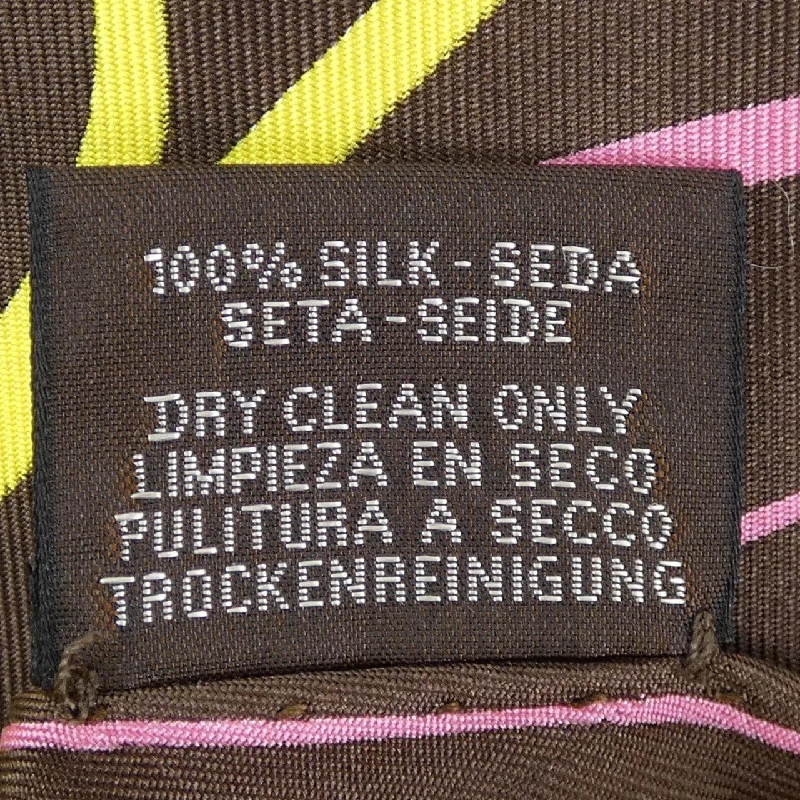 100% SILK - SEDA
SETA - SEIDE
DRY CLEAN ONLY
LIMPIEZA EN SECO
PULITURA A SECCO
TROCKENREINIGUNG